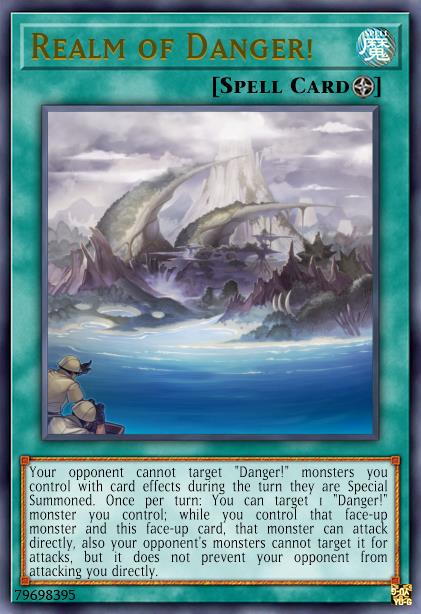 Realm of Danger!
SPELL
魔
[Spell Card]
Your opponent cannot target "Danger!" monsters you
control with card effects during the turn they are Special
Summoned. Once per turn: You can target 1 "Danger!"
monster you control; while you control that face-up
monster and this face-up card, that monster can attack
directly, also your opponent's monsters cannot target it for
attacks, but it does not prevent your opponent from
attacking you directly.
79698395